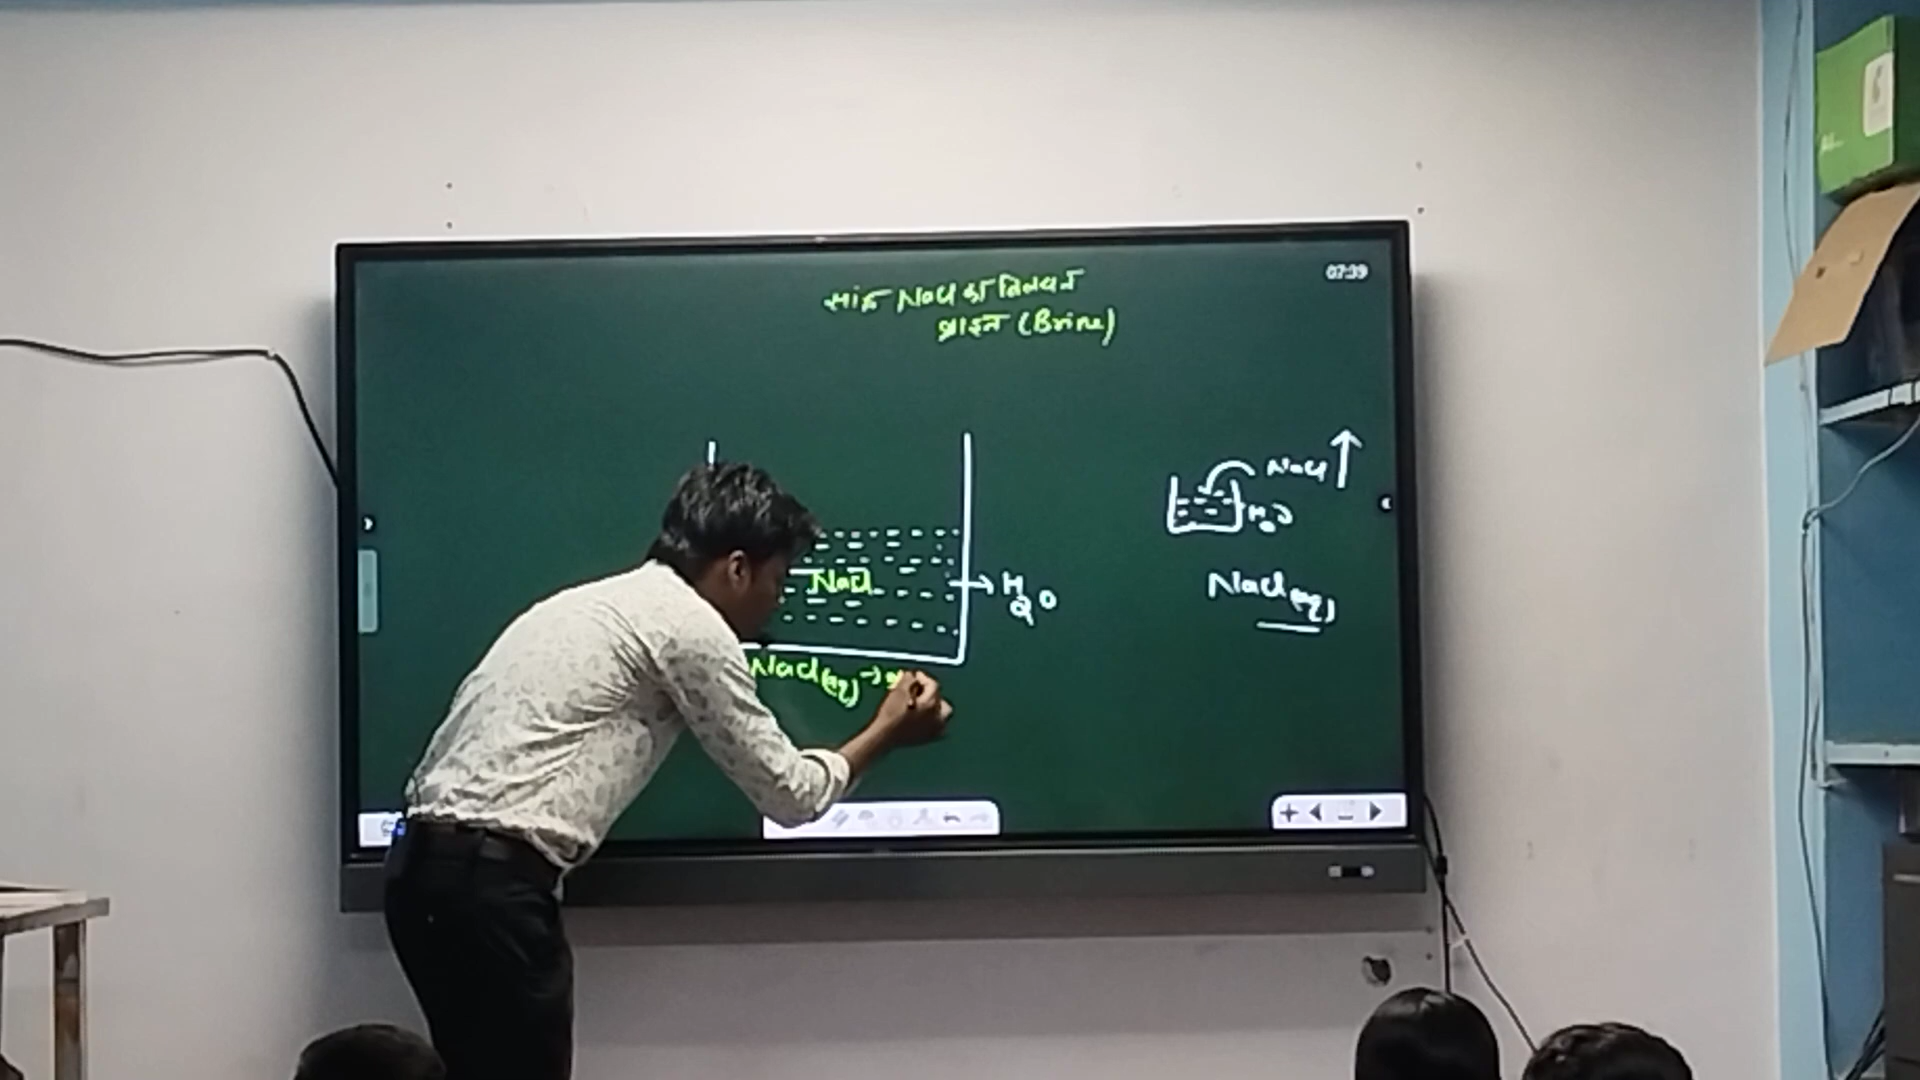 सांद्र NaCl का विलयन
ब्राइन (Brine)
07:39
NaCl
H2O
NaCl
H2O
NaCl(aq)
NaCl(aq) →